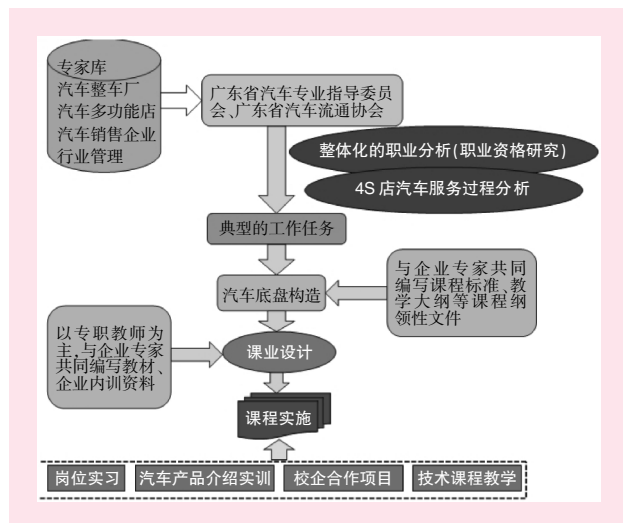 专家库
汽车整车厂
汽车多功能店
汽车销售企业
行业管理
广东省汽车专业指导委员
会、广东省汽车流通协会
整体化的职业分析(职业资格研究)
4S店汽车服务过程分析
典型的工作任务
汽车底盘构造
与企业专家共同
编写课程标准、教
学大纲等课程纲
领性文件
以专职教师为
主,与企业专家
共同编写教材、
企业内训资料
课业设计
课程实施
岗位实习
汽车产品介绍实训
校企合作项目
技术课程教学